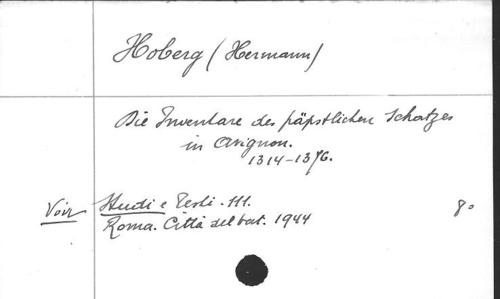 Hoberg (Hermann)
Die Inventare des päpstlichen Schatzes
in Avignon.
1314-1376.
Voir Studi e Testi. 111. 8°
Roma. Città del Vat. 1944